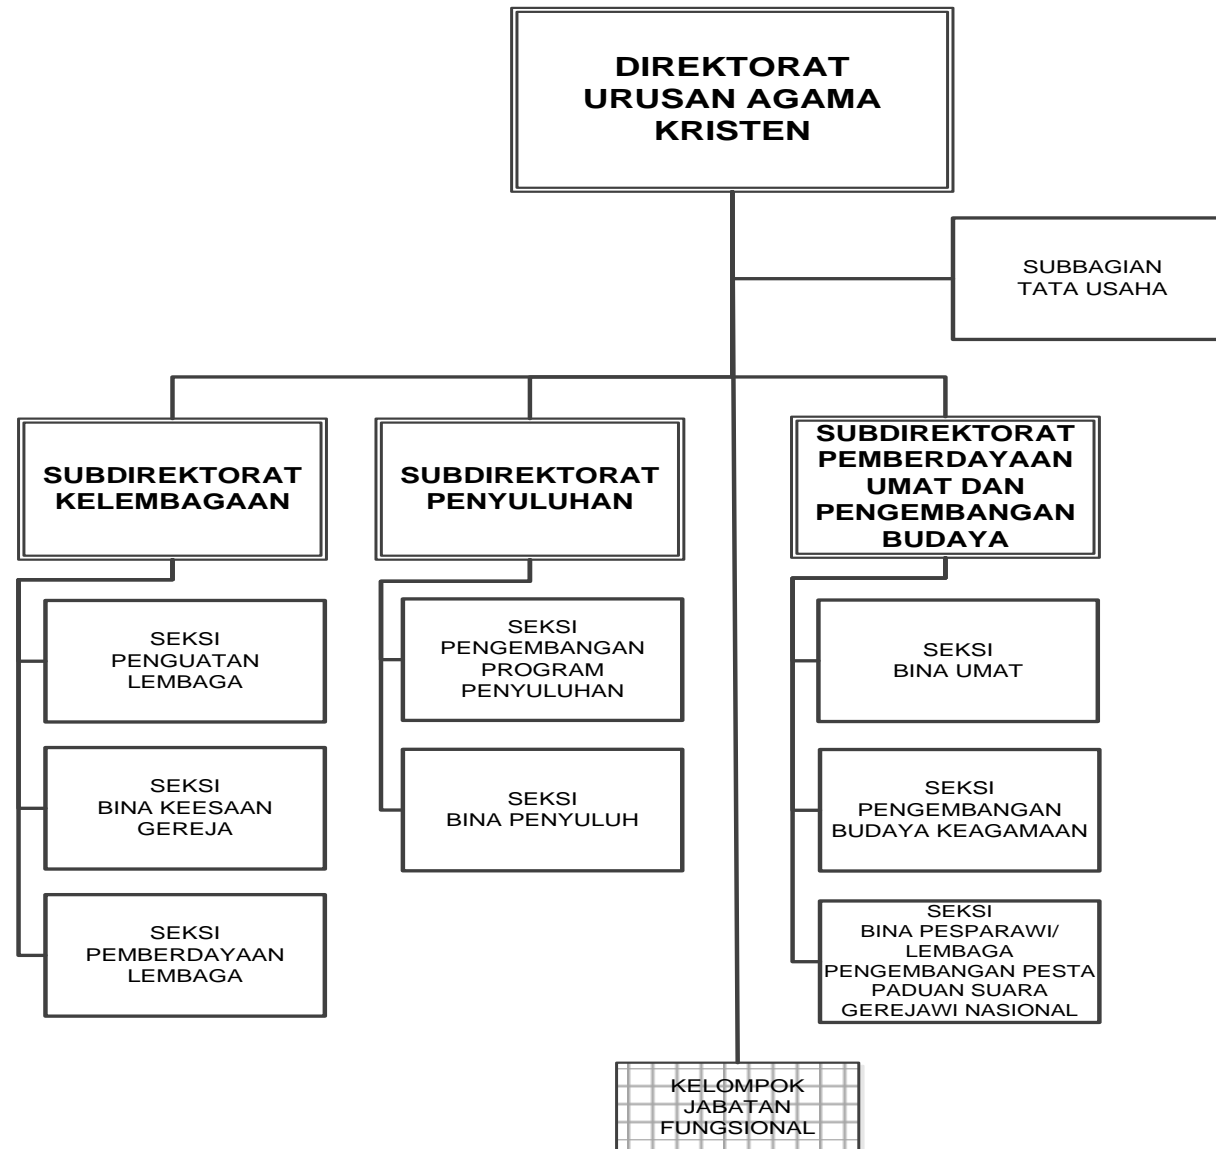 DIREKTORAT
URUSAN AGAMA
KRISTEN
SUBBAGIAN
TATA USAHA
SUBDIREKTORAT
KELEMBAGAAN
SUBDIREKTORAT
PENYULUHAN
SUBDIREKTORAT
PEMBERDAYAAN
UMAT DAN
PENGEMBANGAN
BUDAYA
SEKSI
PENGUATAN
LEMBAGA
SEKSI
BINA KEESAAN
GEREJA
SEKSI
PEMBERDAYAAN
LEMBAGA
SEKSI
PENGEMBANGAN
PROGRAM
PENYULUHAN
SEKSI
BINA PENYULUH
SEKSI
BINA UMAT
SEKSI
PENGEMBANGAN
BUDAYA KEAGAMAAN
SEKSI
BINA PESPARAWI/
LEMBAGA
PENGEMBANGAN PESTA
PADUAN SUARA
GEREJAWI NASIONAL
KELOMPOK
JABATAN
FUNGSIONAL